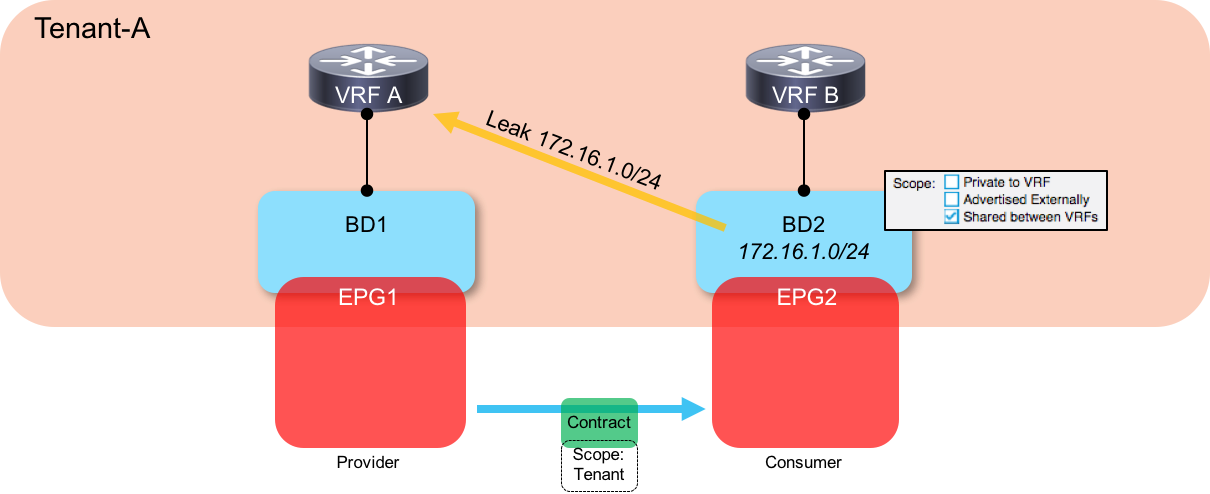 Tenant-A
VRF A
VRF B
Leak 172.16.1.0/24
Scope:
Private to VRF
Advertised Externally
Shared between VRFs
BD1
BD2
172.16.1.0/24
EPG1
EPG2
Contract
Scope:
Tenant
Provider
Consumer